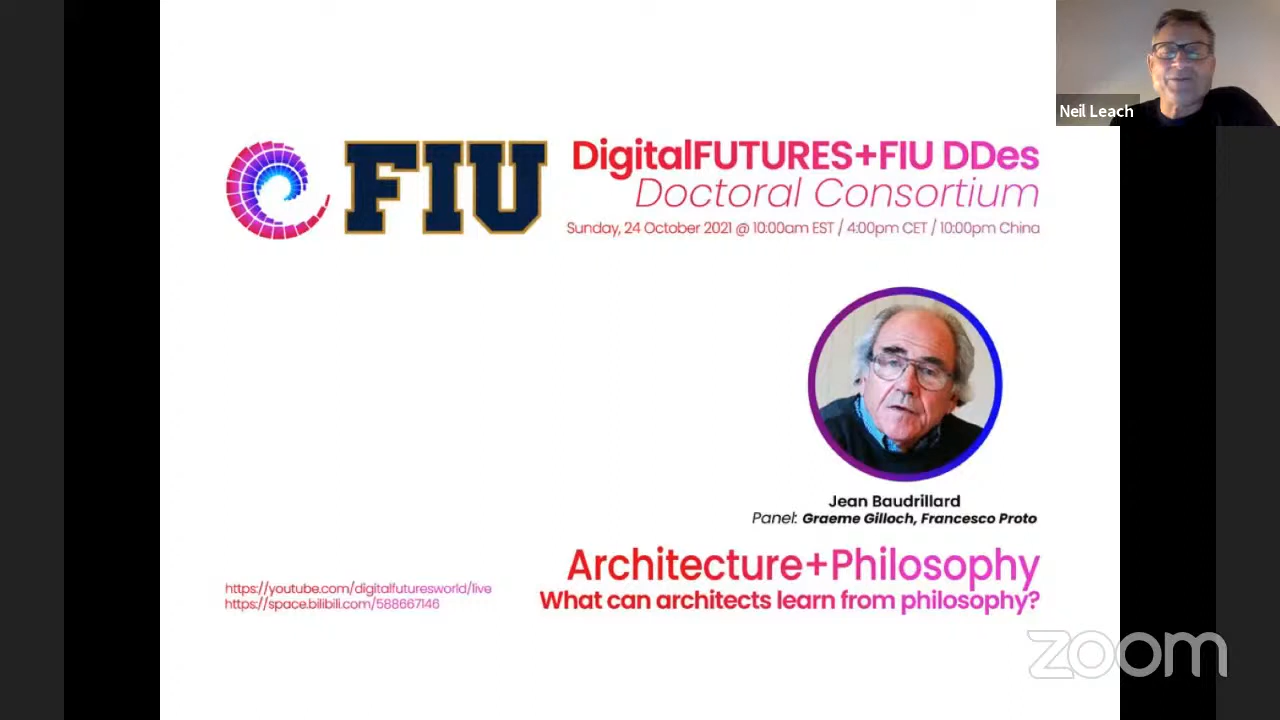 Neil Leach
FIU
DigitalFUTURES+FIU DDes
Doctoral Consortium
Sunday, 24 October 2021 @ 10:00am EST / 4:00pm CET / 10:00pm China
Jean Baudrillard
Panel: Graeme Gilloch, Francesco Proto
Architecture+Philosophy
What can architects learn from philosophy?
https://youtube.com/digitalfuturesworld/live
https://space.bilibili.com/588667146
zoom